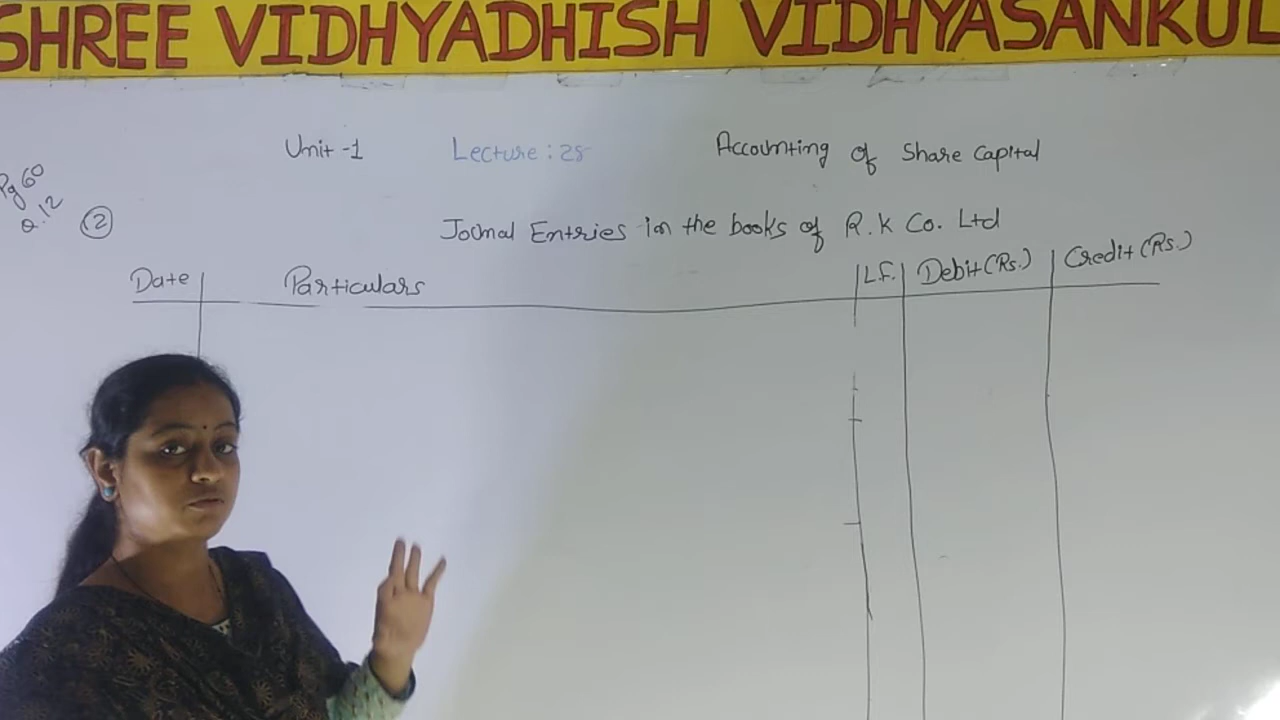 SHREE VIDHYADHISH VIDHYASANKUL
Unit-1 Lecture: 28 Accounting of Share Capital
Pg 60
Q.12 2
Journal Entries in the books of R.K Co. Ltd
Date Particulars L.F. Debit (Rs.) Credit (Rs.)